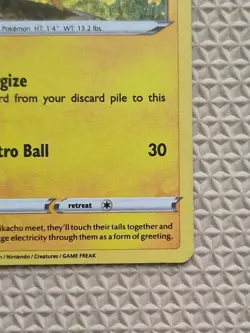 Pokémon HT: 1'4" WT: 13.2 lbs.
gize
rd from your discard pile to this
tro Ball 30
retreat
ikachu meet, they'll touch their tails together and
ge electricity through them as a form of greeting.
/ Nintendo / Creatures / GAME FREAK